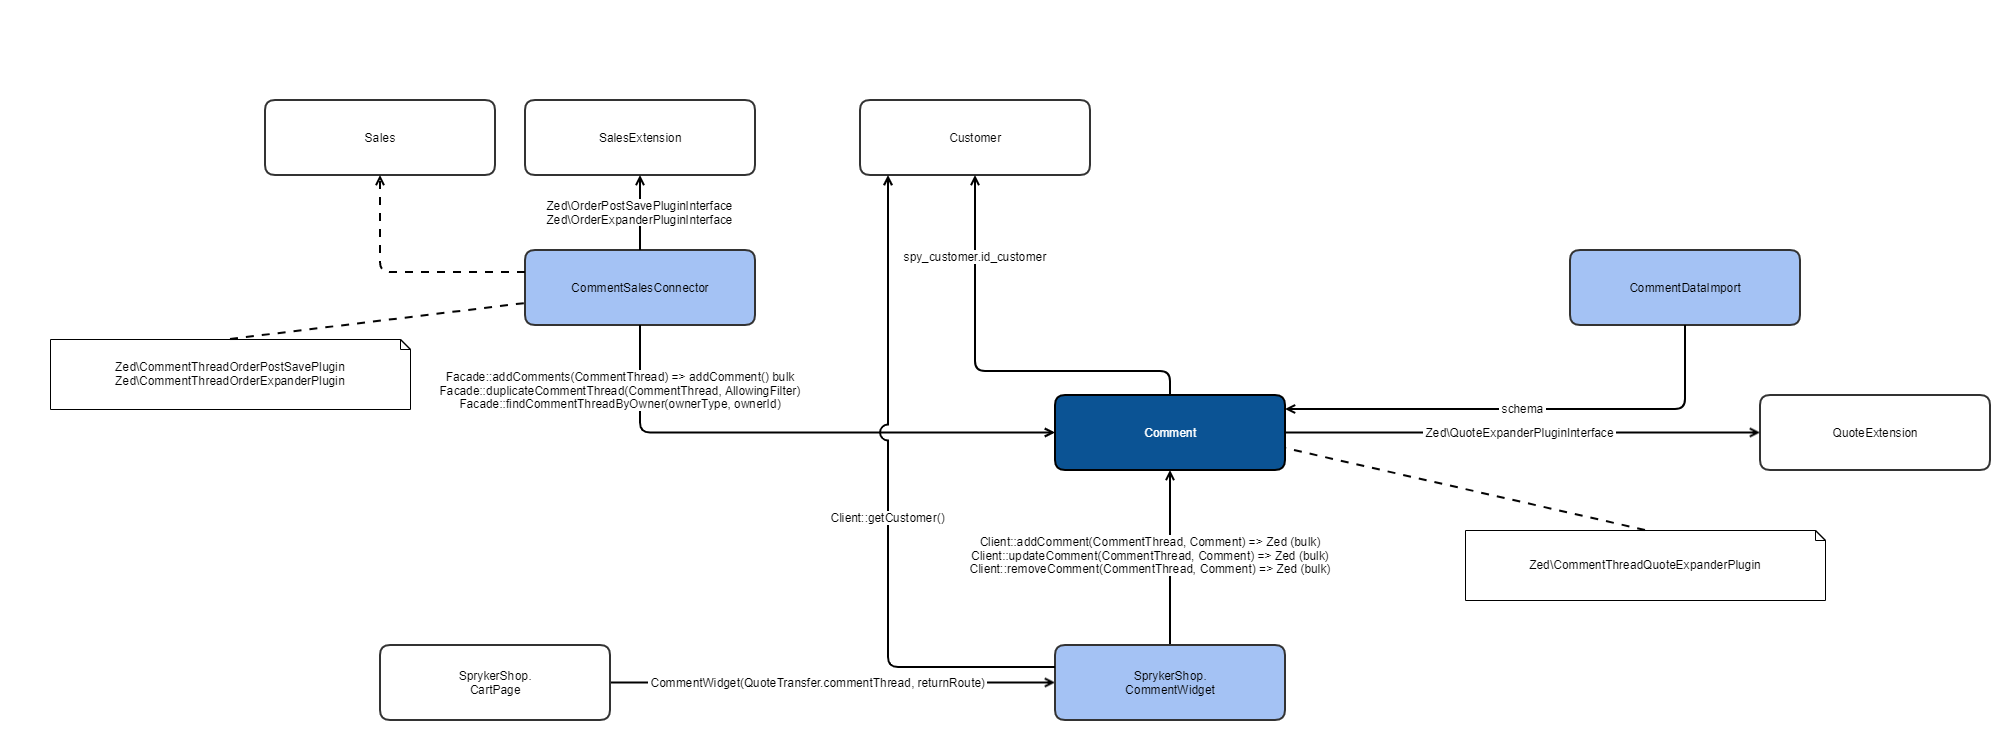 Sales
SalesExtension
Customer
Zed\OrderPostSavePluginInterface
Zed\OrderExpanderPluginInterface
spy_customer.id_customer
CommentSalesConnector
CommentDataImport
Zed\CommentThreadOrderPostSavePlugin
Zed\CommentThreadOrderExpanderPlugin
Facade::addComments(CommentThread) => addComment() bulk
Facade::duplicateCommentThread(CommentThread, AllowingFilter)
Facade::findCommentThreadByOwner(ownerType, ownerId)
schema
Comment
Zed\QuoteExpanderPluginInterface
QuoteExtension
Client::getCustomer()
Client::addComment(CommentThread, Comment) => Zed (bulk)
Client::updateComment(CommentThread, Comment) => Zed (bulk)
Client::removeComment(CommentThread, Comment) => Zed (bulk)
Zed\CommentThreadQuoteExpanderPlugin
SprykerShop.
CartPage
CommentWidget(QuoteTransfer.commentThread, returnRoute)
SprykerShop.
CommentWidget